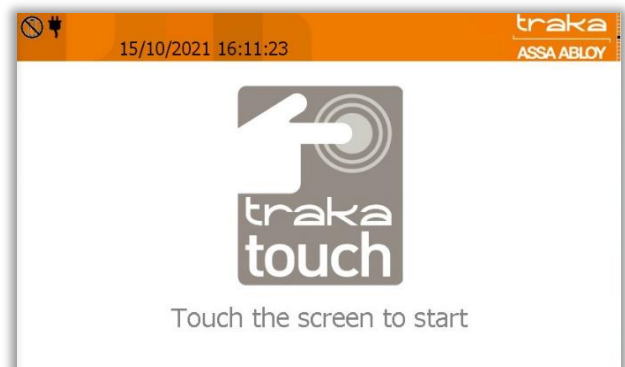 traka
15/10/2021 16:11:23
ASSA ABLOY
traka
touch
Touch the screen to start